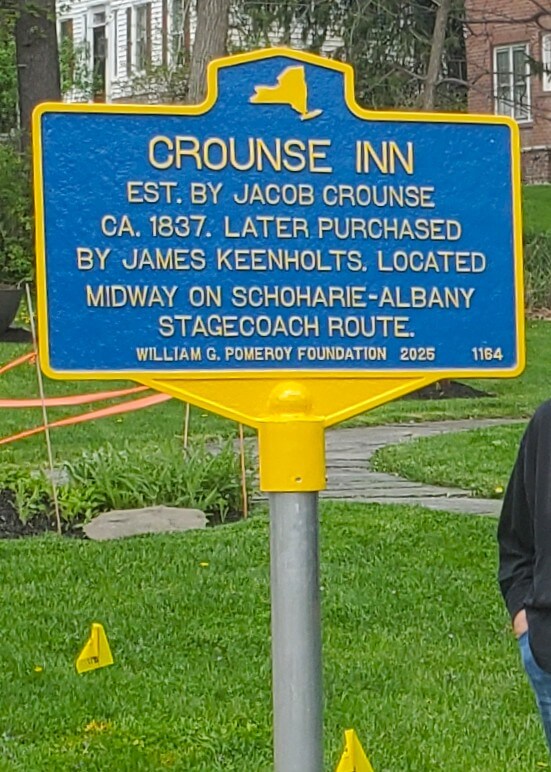 CROUNSE INN
EST. BY JACOB CROUNSE
CA. 1837. LATER PURCHASED
BY JAMES KEENHOLTS. LOCATED
MIDWAY ON SCHOHARIE-ALBANY
STAGECOACH ROUTE.
WILLIAM G. POMEROY FOUNDATION 2025 1164